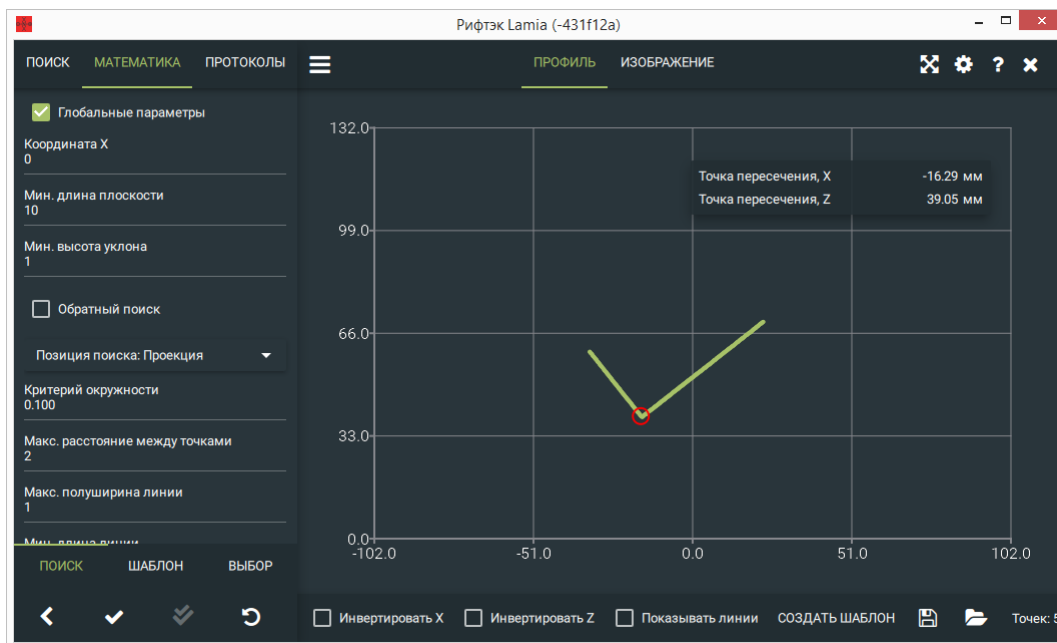 Рифтэк Lamia (-431f12a)
ПОИСК МАТЕМАТИКА ПРОТОКОЛЫ
ПРОФИЛЬ ИЗОБРАЖЕНИЕ
?
Глобальные параметры
Координата X
0
Мин. длина плоскости
10
Мин. высота уклона
1
Обратный поиск
Позиция поиска: Проекция
Критерий окружности
0.100
Макс. расстояние между точками
2
Макс. полуширина линии
1
Мин. длина линии
ПОИСК ШАБЛОН ВЫБОР
132.0
99.0
66.0
33.0
0.0
-102.0 -51.0 0.0 51.0 102.0
Точка пересечения, X -16.29 мм
Точка пересечения, Z 39.05 мм
Инвертировать X Инвертировать Z Показывать линии СОЗДАТЬ ШАБЛОН Точек: